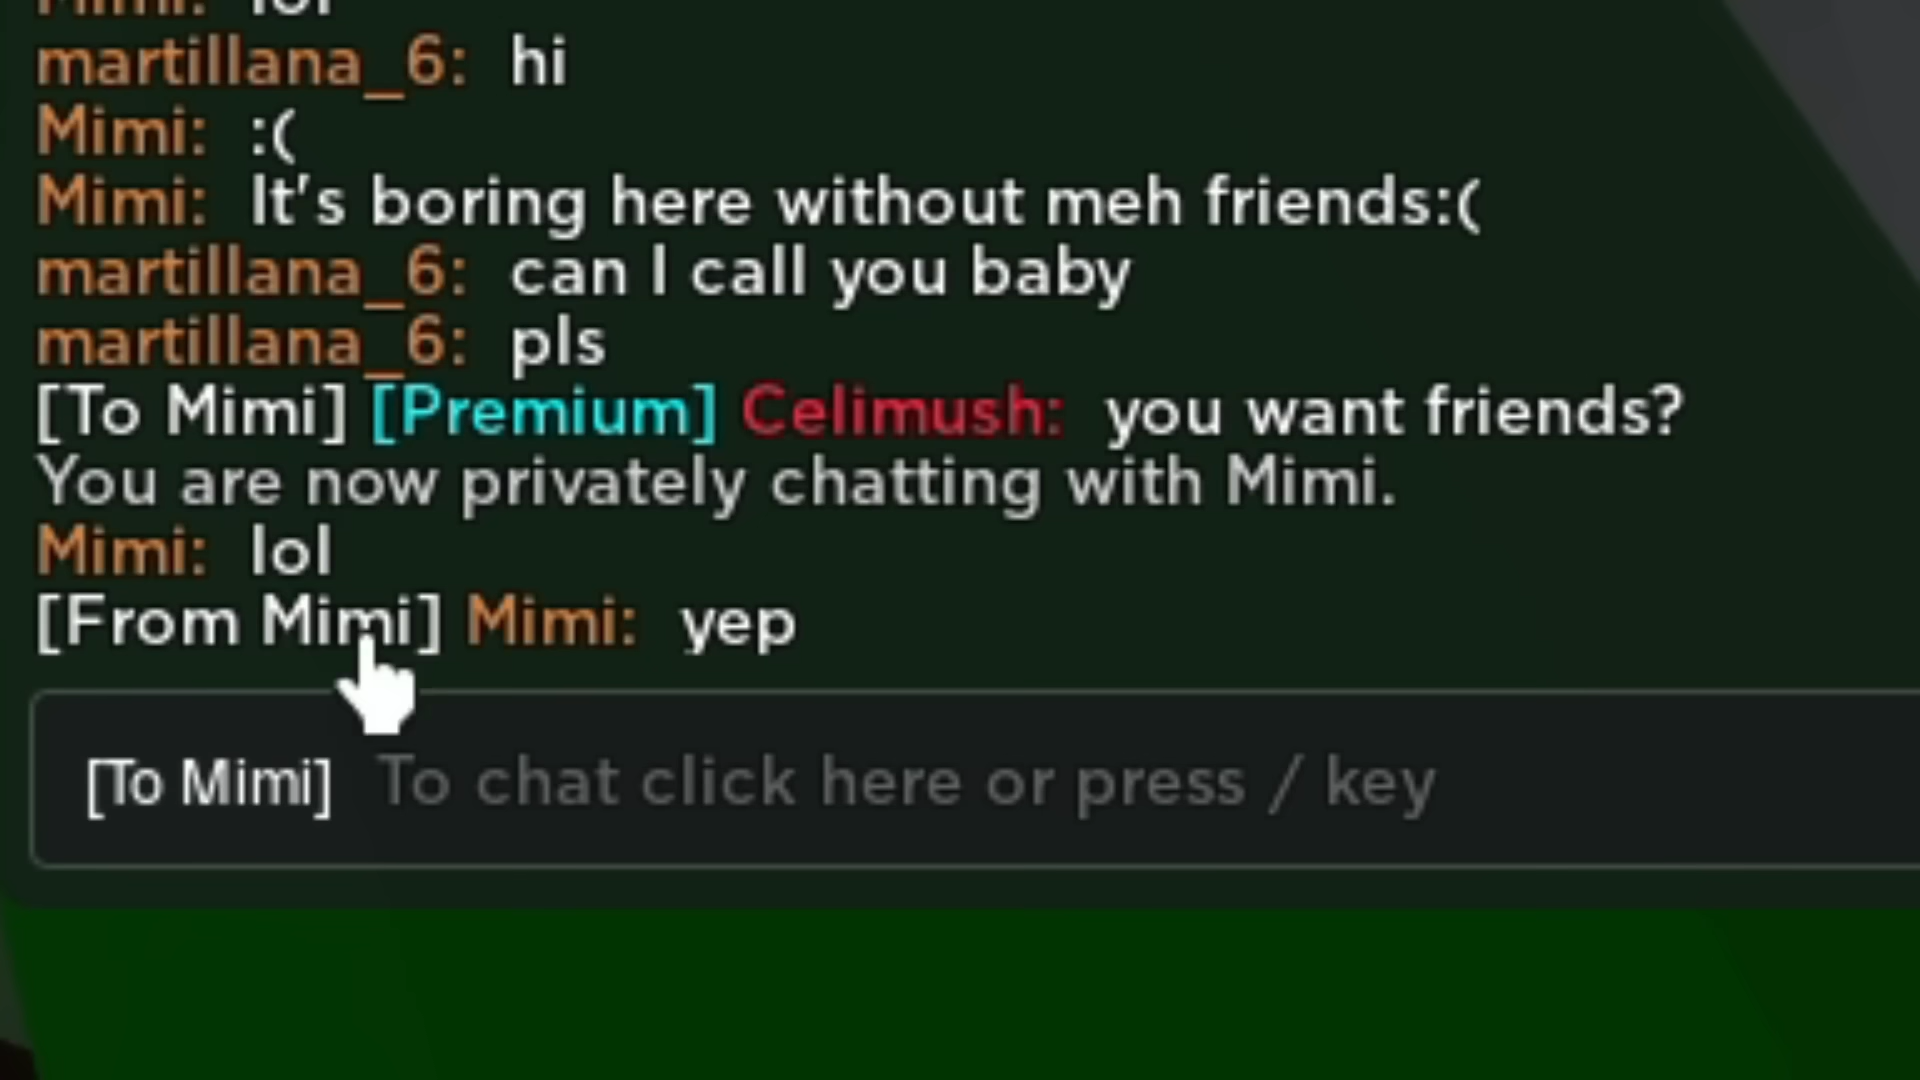 Mimi: lol
martillana_6: hi
Mimi: :(
Mimi: It's boring here without meh friends:(
martillana_6: can I call you baby
martillana_6: pls
[To Mimi] [Premium] Celimush: you want friends?
You are now privately chatting with Mimi.
Mimi: lol
[From Mimi] Mimi: yep
[To Mimi] To chat click here or press / key